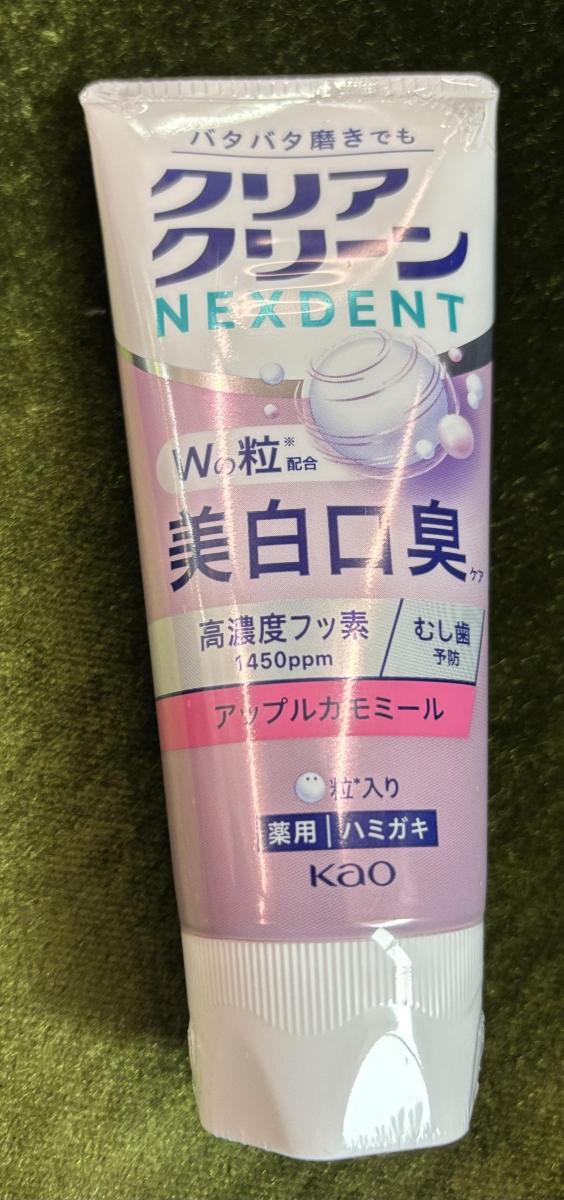 バタバタ磨きでも
クリア
クリーン
NEXDENT
Wの粒※配合
美白口臭ケア
高濃度フッ素
1450ppm
むし歯
予防
アップルカモミール
粒*入り
薬用 ハミガキ
Kao